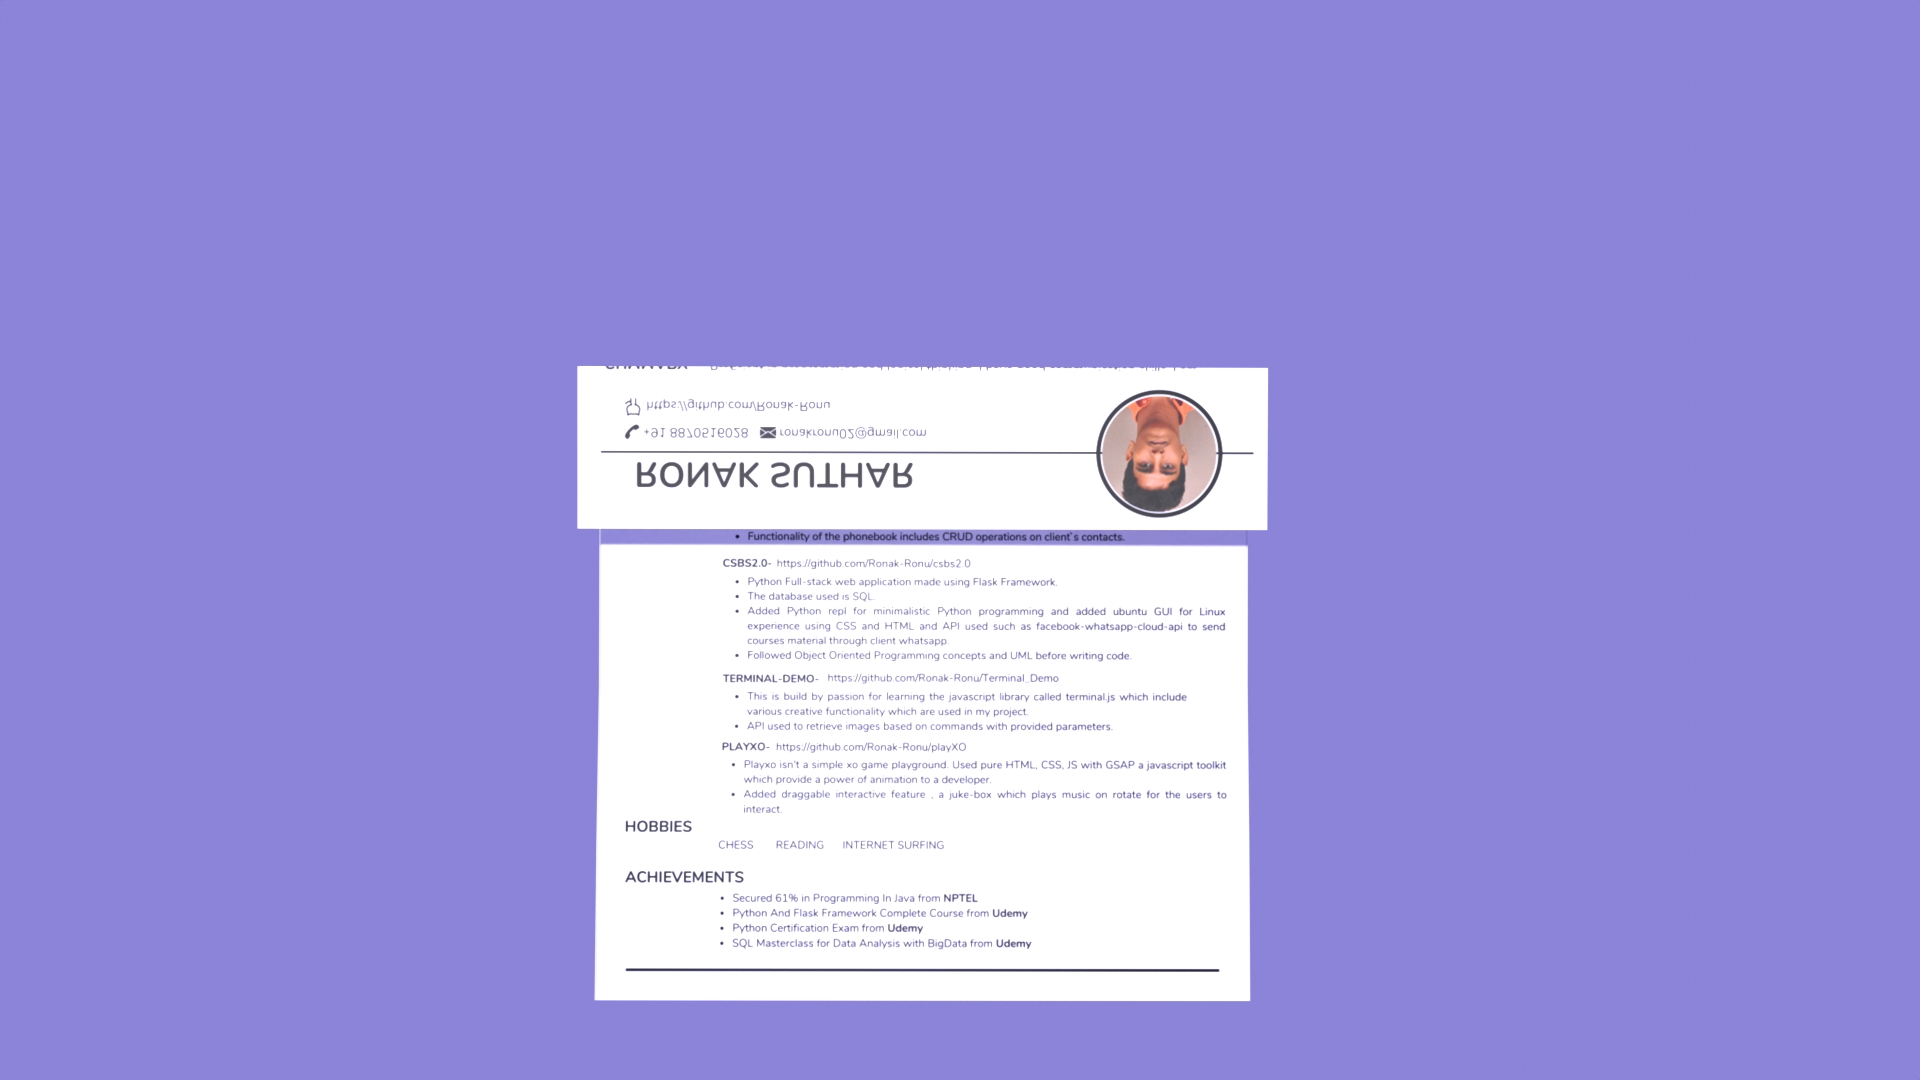 https://github.com/Ronak-Ronu
+91 8870516028 ronakronu02@gmail.com
RONAK SUTHAR
• Functionality of the phonebook includes CRUD operations on client's contacts.
CSBS2.0- https://github.com/Ronak-Ronu/csbs2.0
• Python Full-stack web application made using Flask Framework.
• The database used is SQL.
• Added Python repl for minimalistic Python programming and added ubuntu GUI for Linux
experience using CSS and HTML and API used such as facebook-whatsapp-cloud-api to send
courses material through client whatsapp.
• Followed Object Oriented Programming concepts and UML before writing code.
TERMINAL-DEMO- https://github.com/Ronak-Ronu/Terminal_Demo
• This is build by passion for learning the javascript library called terminal.js which include
various creative functionality which are used in my project.
• API used to retrieve images based on commands with provided parameters.
PLAYXO- https://github.com/Ronak-Ronu/playXO
• Playxo isn't a simple xo game playground. Used pure HTML, CSS, JS with GSAP a javascript toolkit
which provide a power of animation to a developer.
• Added draggable interactive feature , a juke-box which plays music on rotate for the users to
interact.
HOBBIES
CHESS READING INTERNET SURFING
ACHIEVEMENTS
• Secured 61% in Programming In Java from NPTEL
• Python And Flask Framework Complete Course from Udemy
• Python Certification Exam from Udemy
• SQL Masterclass for Data Analysis with BigData from Udemy